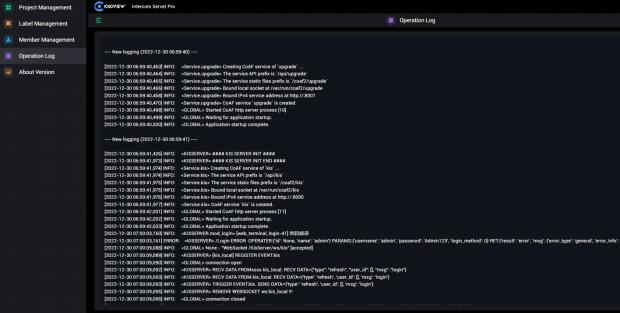 Project Management
Label Management
Member Management
Operation Log
About Version
KILOVIEW Intercom Server Pro
Operation Log
--- New logging (2022-12-30 06:59:40) ---
[2022-12-30 06:59:40,463] INFO: <Service.upgrade> Creating CoAF service of `upgrade` ...
[2022-12-30 06:59:40,464] INFO: <Service.upgrade> The service API prefix is `/api/upgrade`
[2022-12-30 06:59:40,465] INFO: <Service.upgrade> The service static files prefix is `/coaf2/upgrade`
[2022-12-30 06:59:40,466] INFO: <Service.upgrade> Bound local socket at /var/run/coaf2/upgrade
[2022-12-30 06:59:40,468] INFO: <Service.upgrade> Bound IPv4 service address at http://:8001
[2022-12-30 06:59:40,470] INFO: <Service.upgrade> CoAF service `upgrade` is created.
[2022-12-30 06:59:40,498] INFO: <GLOBAL> Started CoAF http server process [10]
[2022-12-30 06:59:40,499] INFO: <GLOBAL> Waiting for application startup.
[2022-12-30 06:59:40,500] INFO: <GLOBAL> Application startup complete.
--- New logging (2022-12-30 06:59:41) ---
[2022-12-30 06:59:41,425] INFO: <KISSERVER> #### KIS SERVER INIT ####
[2022-12-30 06:59:41,973] INFO: <KISSERVER> #### KIS SERVER INIT END ####
[2022-12-30 06:59:41,974] INFO: <Service.kis> Creating CoAF service of `kis` ...
[2022-12-30 06:59:41,974] INFO: <Service.kis> The service API prefix is `/api/kis`
[2022-12-30 06:59:41,975] INFO: <Service.kis> The service static files prefix is `/coaf2/kis`
[2022-12-30 06:59:41,975] INFO: <Service.kis> Bound local socket at /var/run/coaf2/kis
[2022-12-30 06:59:41,976] INFO: <Service.kis> Bound IPv4 service address at http://:8000
[2022-12-30 06:59:41,977] INFO: <Service.kis> CoAF service `kis` is created.
[2022-12-30 06:59:42,031] INFO: <GLOBAL> Started CoAF http server process [11]
[2022-12-30 06:59:42,032] INFO: <GLOBAL> Waiting for application startup.
[2022-12-30 06:59:42,033] INFO: <GLOBAL> Application startup complete.
[2022-12-30 07:00:03,160] INFO: <KISSERVER.mod_login> [web_terminal_login-41] 密码错误
[2022-12-30 07:00:03,161] ERROR: <KISSERVER> /Login ERROR OPERATER:{'id': None, 'name': 'admin'} PARAMS:{'username': 'admin', 'password': 'Admin123', 'login_method': 0} RET:{'result': 'error', 'msg': {'error_type': 'general', 'error_info':
[2022-12-30 07:00:09,086] INFO: <GLOBAL> None - "WebSocket /KisServer/ws/kis" [accepted]
[2022-12-30 07:00:09,089] INFO: <KISSERVER> [kis_local] REGISTER EVENT:kis
[2022-12-30 07:00:09,090] INFO: <GLOBAL> connection open
[2022-12-30 07:00:09,092] INFO: <KISSERVER> RECV DATA FROM:sss kis_local. RECV DATA={"type": "refresh", "user_id": [], "msg": "login"}
[2022-12-30 07:00:09,092] INFO: <KISSERVER> RECV DATA FROM kis_local. RECV DATA={'type': 'refresh', 'user_id': [], 'msg': 'login'}
[2022-12-30 07:00:09,093] INFO: <KISSERVER> TRIGGER EVENT:kis, SEND DATA={'type': 'refresh', 'user_id': [], 'msg': 'login'}
[2022-12-30 07:00:09,095] INFO: <KISSERVER> REMOVE WEBSOCKET ws:kis_local !!!
[2022-12-30 07:00:09,095] INFO: <GLOBAL> connection closed